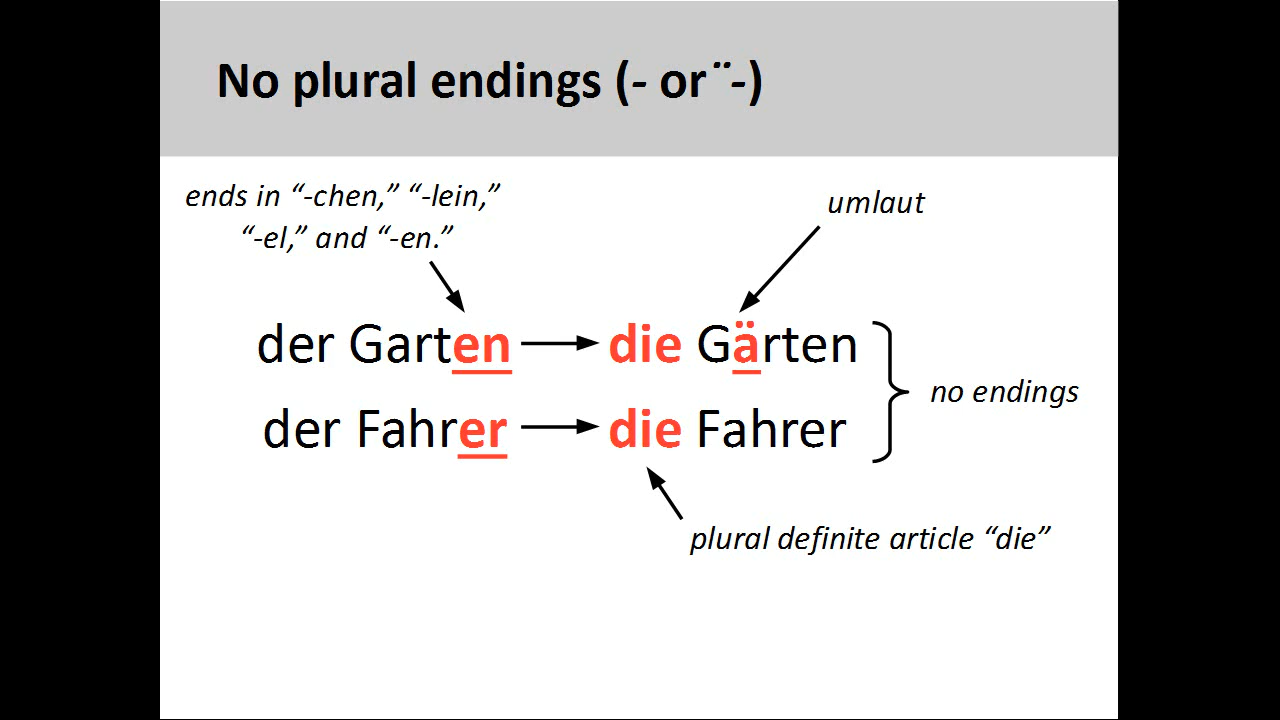 No plural endings (- or ¨-)
ends in “-chen,” “-lein,”
“-el,” and “-en.”
umlaut
der Garten die Gärten
no endings
der Fahrer die Fahrer
plural definite article “die”